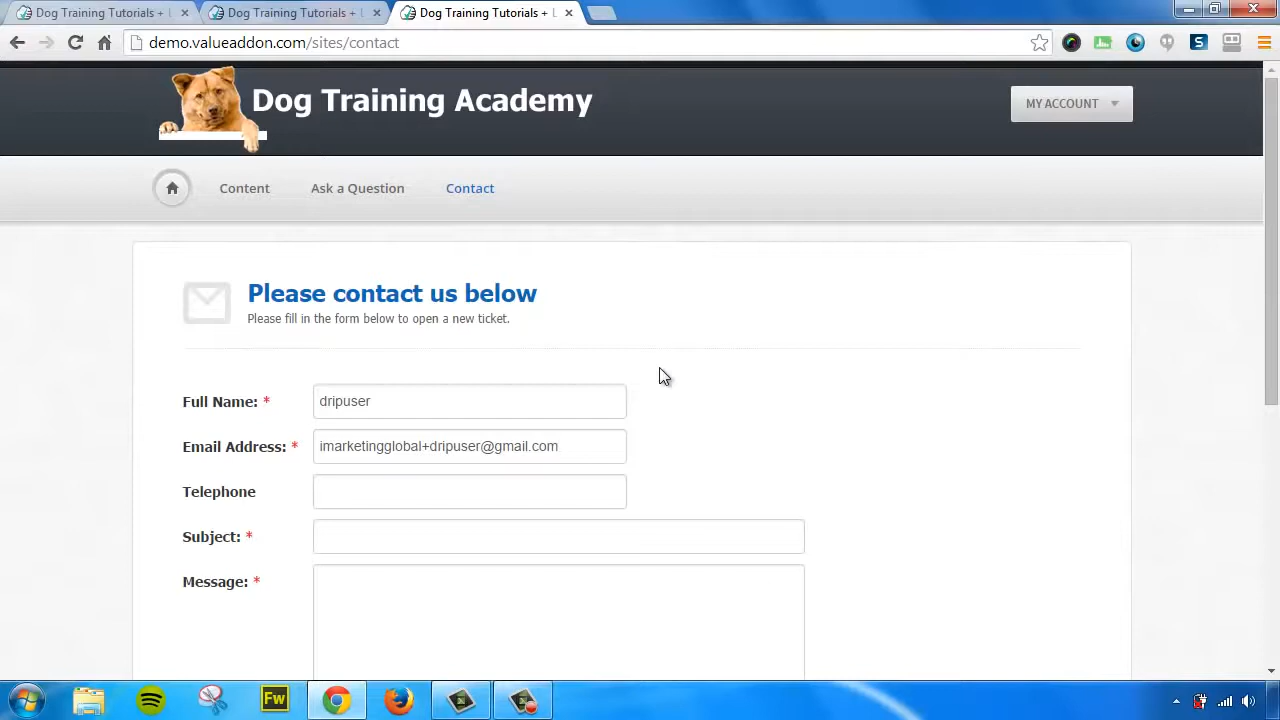 Dog Training Tutorials + L
Dog Training Tutorials + L
Dog Training Tutorials + L
demo.valueaddon.com/sites/contact
Dog Training Academy
MY ACCOUNT
Content
Ask a Question
Contact
Please contact us below
Please fill in the form below to open a new ticket.
Full Name: *
dripuser
Email Address: *
imarketingglobal+dripuser@gmail.com
Telephone
Subject: *
Message: *
S
Fw